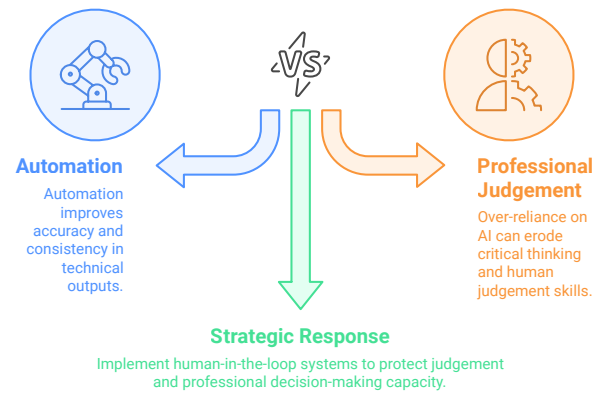 VS
Automation
Automation
improves
accuracy and
consistency in
technical
outputs.
Professional
Judgement
Over-reliance on
AI can erode
critical thinking
and human
judgement skills.
Strategic Response
Implement human-in-the-loop systems to protect judgement
and professional decision-making capacity.